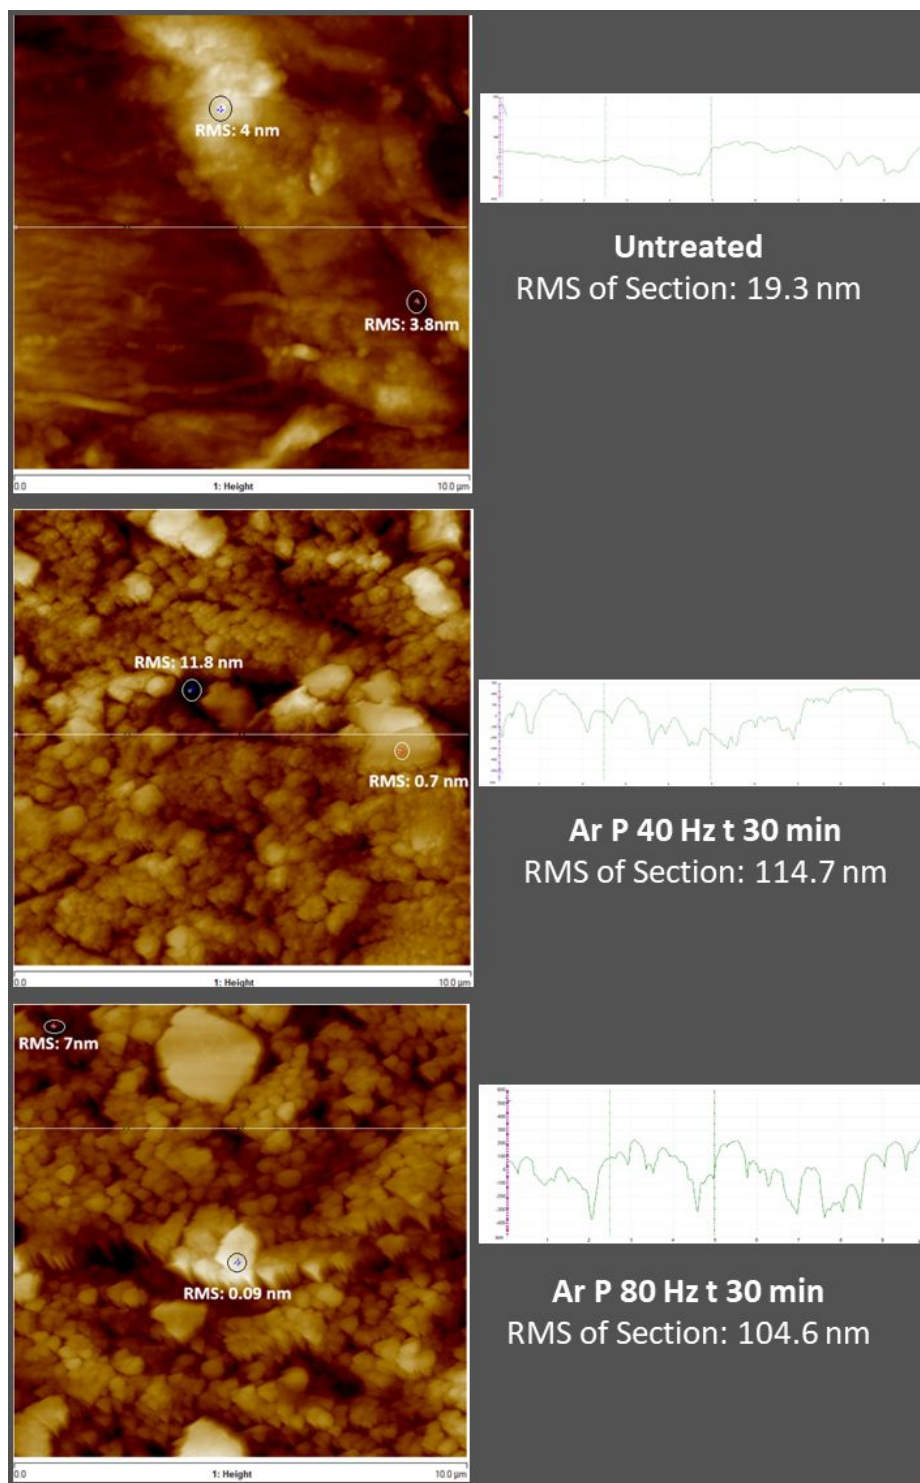 RMS: 4 nm
RMS: 3.8nm
0.0 1: Height 10.0 µm
Untreated
RMS of Section: 19.3 nm
RMS: 11.8 nm
RMS: 0.7 nm
0.0 1: Height 10.0 µm
Ar P 40 Hz t 30 min
RMS of Section: 114.7 nm
RMS: 7nm
RMS: 0.09 nm
0.0 1: Height 10.0 µm
Ar P 80 Hz t 30 min
RMS of Section: 104.6 nm